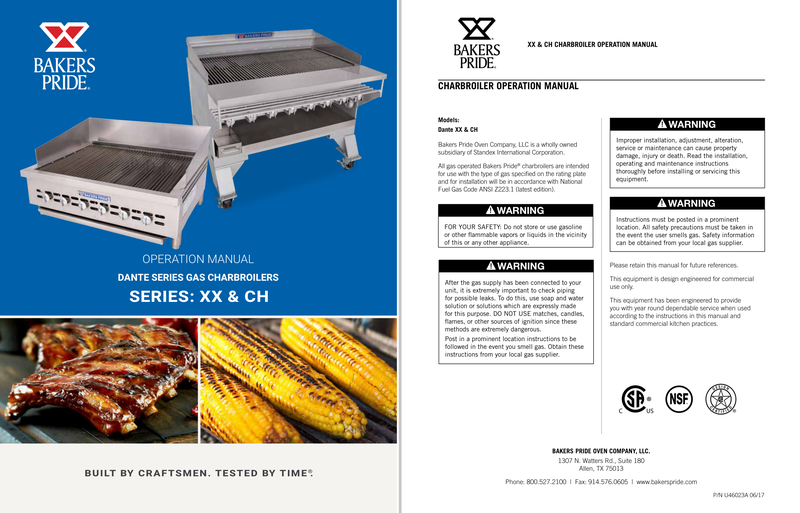 BAKERS
PRIDE
OPERATION MANUAL
DANTE SERIES GAS CHARBROILERS
SERIES: XX & CH
BUILT BY CRAFTSMEN. TESTED BY TIME®.
BAKERS
PRIDE
XX & CH CHARBROILER OPERATION MANUAL
CHARBROILER OPERATION MANUAL
Models:
Dante XX & CH
Bakers Pride Oven Company, LLC is a wholly owned
subsidiary of Standex International Corporation.
All gas operated Bakers Pride® charbroilers are intended
for use with the type of gas specified on the rating plate
and for installation will be in accordance with National
Fuel Gas Code ANSI Z223.1 (latest edition).
WARNING
FOR YOUR SAFETY: Do not store or use gasoline
or other flammable vapors or liquids in the vicinity
of this or any other appliance.
WARNING
After the gas supply has been connected to your
unit, it is extremely important to check piping
for possible leaks. To do this, use soap and water
solution or solutions which are expressly made
for this purpose. DO NOT USE matches, candles,
flames, or other sources of ignition since these
methods are extremely dangerous.
Post in a prominent location instructions to be
followed in the event you smell gas. Obtain these
instructions from your local gas supplier.
WARNING
Improper installation, adjustment, alteration,
service or maintenance can cause property
damage, injury or death. Read the installation,
operating and maintenance instructions
thoroughly before installing or servicing this
equipment.
WARNING
Instructions must be posted in a prominent
location. All safety precautions must be taken in
the event the user smells gas. Safety information
can be obtained from your local gas supplier.
Please retain this manual for future references.
This equipment is design engineered for commercial
use only.
This equipment has been engineered to provide
you with year round dependable service when used
according to the instructions in this manual and
standard commercial kitchen practices.
C SA ® US
NSF
BAKERS PRIDE OVEN COMPANY, LLC.
1307 N. Watters Rd., Suite 180
Allen, TX 75013
Phone: 800.527.2100 | Fax: 914.576.0605 | www.bakerspride.com
P/N U46023A 06/17